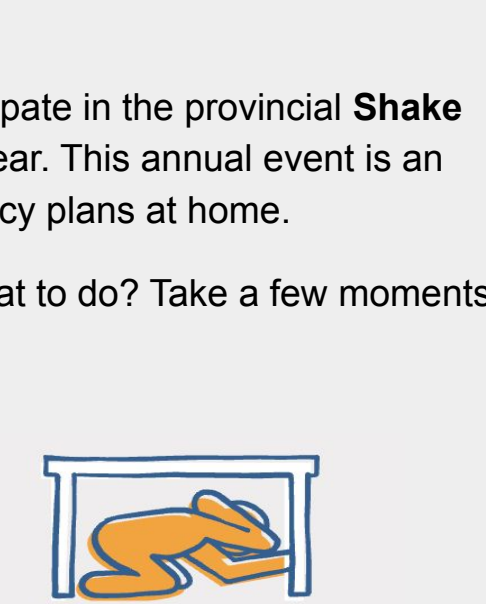 pate in the provincial Shake
ear. This annual event is an
cy plans at home.
at to do? Take a few moments